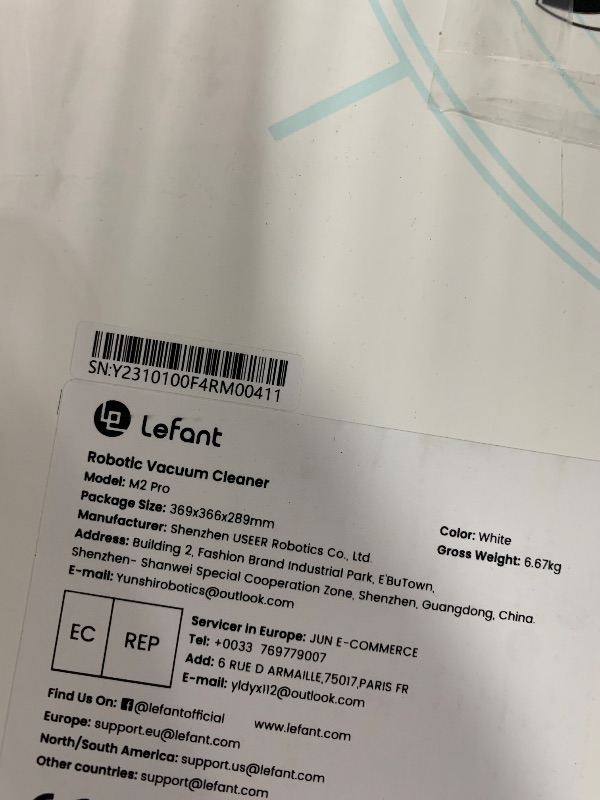 SN:Y2310100F4RM00411
Lefant
Robotic Vacuum Cleaner
Model: M2 Pro
Package Size: 369x366x289mm
Color: White
Manufacturer: Shenzhen USEER Robotics Co., Ltd.
Gross Weight: 6.67kg
Address: Building 2, Fashion Brand Industrial Park, E'BuTown,
Shenzhen- Shanwei Special Cooperation Zone, Shenzhen, Guangdong, China.
E-mail: Yunshirobotics@outlook.com
EC REP
Servicer in Europe: JUN E-COMMERCE
Tel: +0033 769779007
Add: 6 RUE D ARMAILLE,75017,PARIS FR
E-mail: yldyx112@outlook.com
Find Us On: @lefantofficial www.lefant.com
Europe: support.eu@lefant.com
North/South America: support.us@lefant.com
Other countries: support@lefant.com